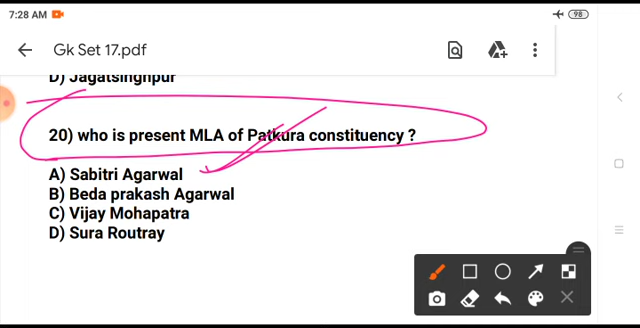 7:28 AM
98
Gk Set 17.pdf
D) Jagatsinghpur
20) who is present MLA of Patkura constituency ?
A) Sabitri Agarwal
B) Beda prakash Agarwal
C) Vijay Mohapatra
D) Sura Routray